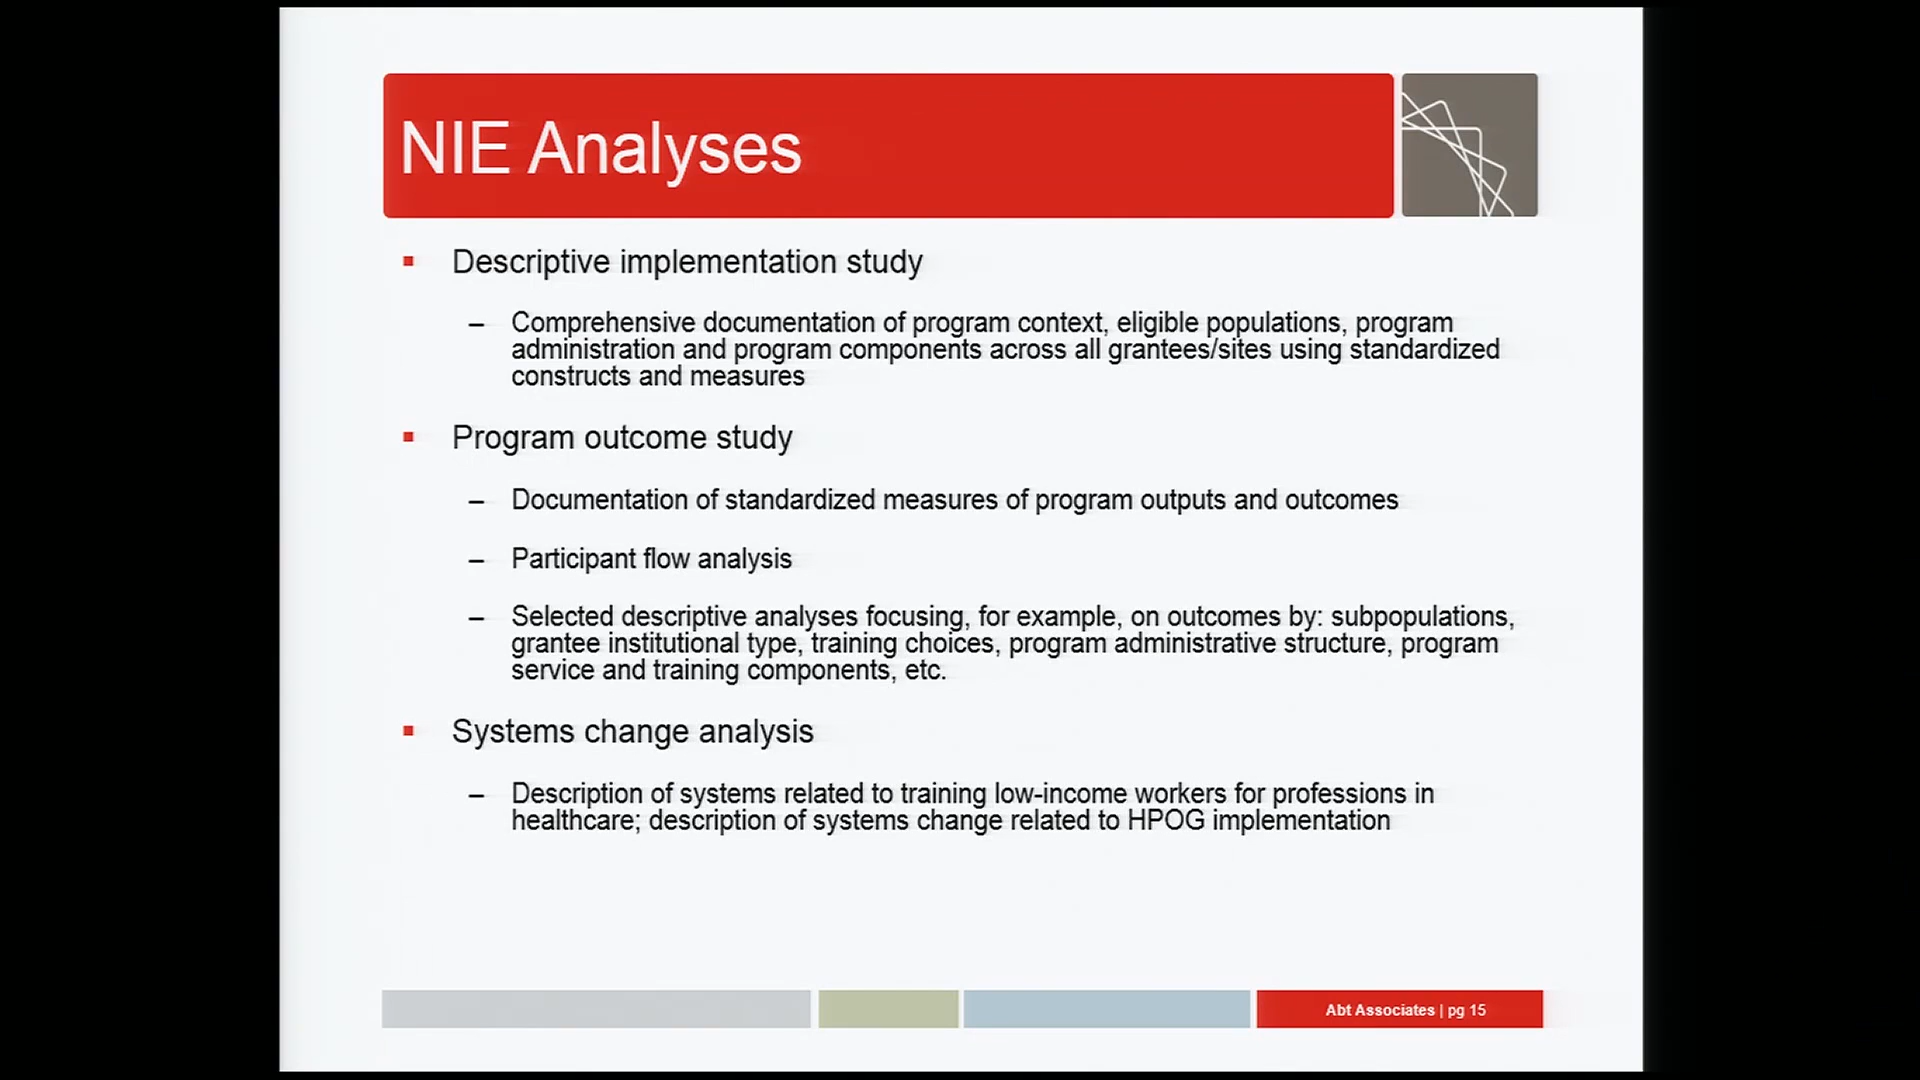 NIE Analyses
▪ Descriptive implementation study
– Comprehensive documentation of program context, eligible populations, program
administration and program components across all grantees/sites using standardized
constructs and measures
▪ Program outcome study
– Documentation of standardized measures of program outputs and outcomes
– Participant flow analysis
– Selected descriptive analyses focusing, for example, on outcomes by: subpopulations,
grantee institutional type, training choices, program administrative structure, program
service and training components, etc.
▪ Systems change analysis
– Description of systems related to training low-income workers for professions in
healthcare; description of systems change related to HPOG implementation
Abt Associates | pg 15